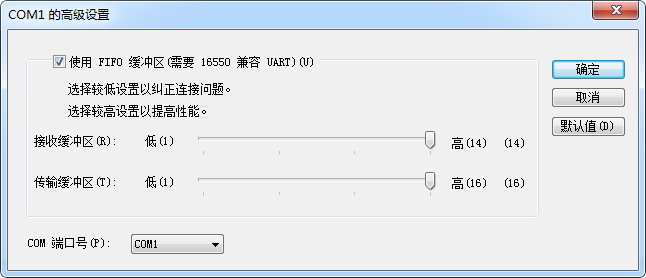 COM1 的高级设置
使用 FIFO 缓冲区(需要 16550 兼容 UART)(U)
确定
选择较低设置以纠正连接问题。
取消
选择较高设置以提高性能。
默认值(D)
接收缓冲区(R): 低(1) 高(14) (14)
传输缓冲区(T): 低(1) 高(16) (16)
COM 端口号(P): COM1